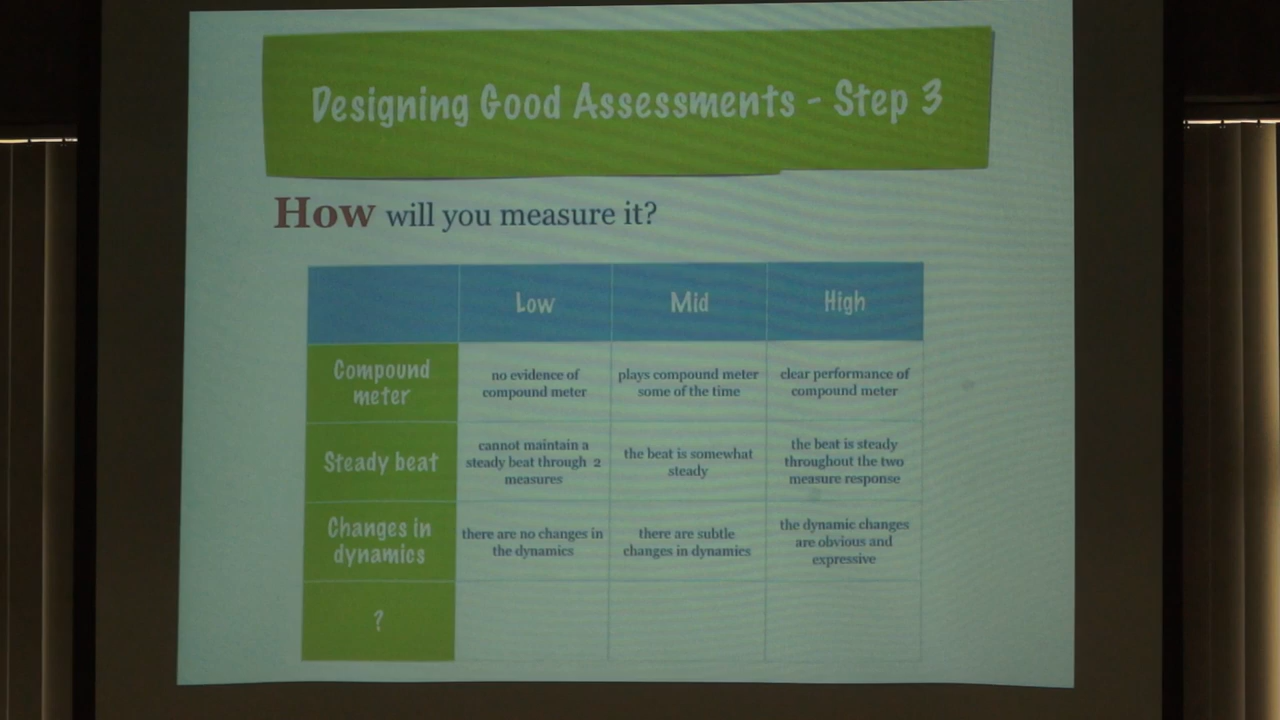 Designing Good Assessments - Step 3
How will you measure it?
Low Mid High
Compound
meter
no evidence of
compound meter
plays compound meter
some of the time
clear performance of
compound meter
Steady beat
cannot maintain a
steady beat through 2
measures
the beat is somewhat
steady
the beat is steady
throughout the two
measure response
Changes in
dynamics
there are no changes in
the dynamics
there are subtle
changes in dynamics
the dynamic changes
are obvious and
expressive
?